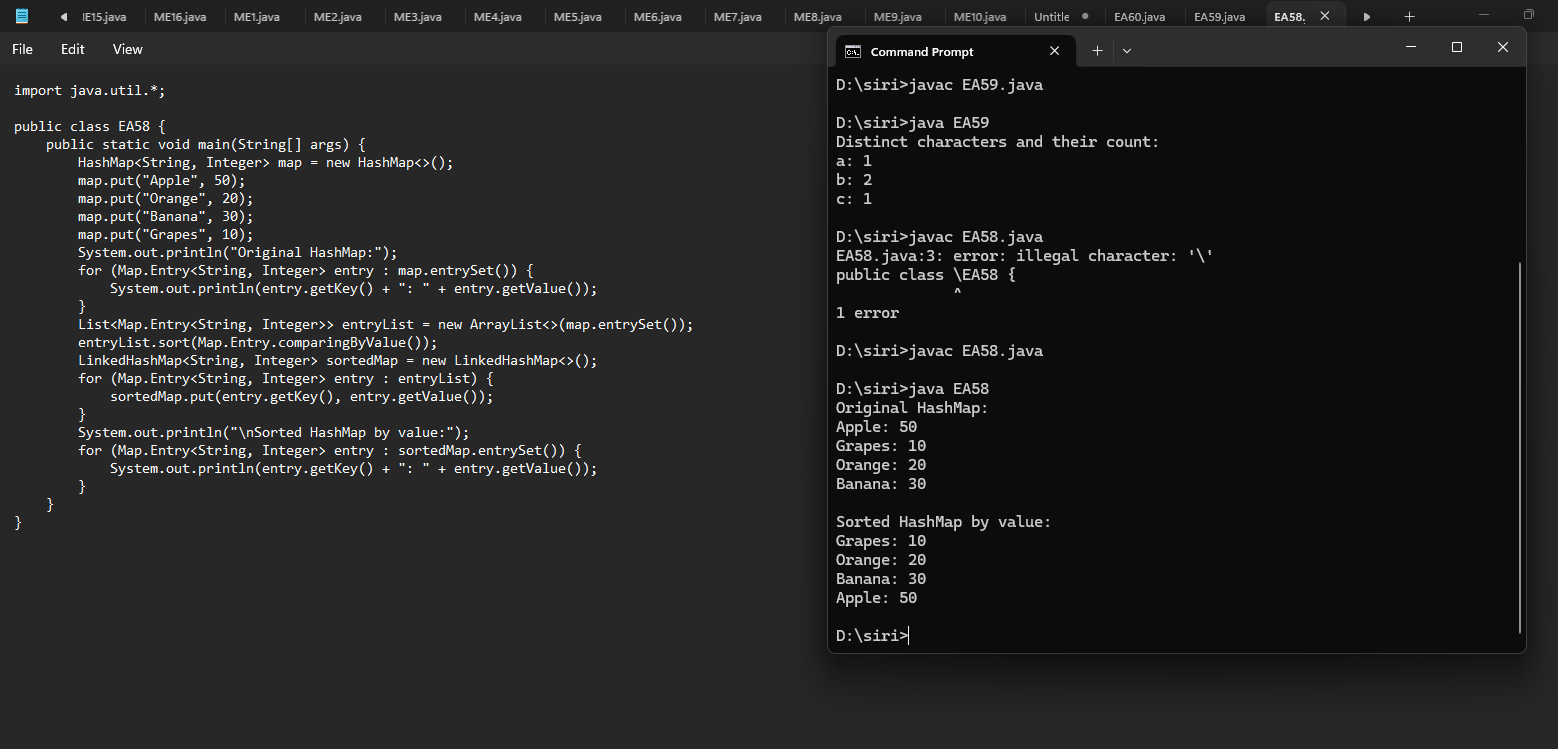 IE15.java ME16.java ME1.java ME2.java ME3.java ME4.java ME5.java ME6.java ME7.java ME8.java ME9.java ME10.java Untitle EA60.java EA59.java EA58.
File Edit View
import java.util.*;
public class EA58 {
    public static void main(String[] args) {
        HashMap<String, Integer> map = new HashMap<>();
        map.put("Apple", 50);
        map.put("Orange", 20);
        map.put("Banana", 30);
        map.put("Grapes", 10);
        System.out.println("Original HashMap:");
        for (Map.Entry<String, Integer> entry : map.entrySet()) {
            System.out.println(entry.getKey() + ": " + entry.getValue());
        }
        List<Map.Entry<String, Integer>> entryList = new ArrayList<>(map.entrySet());
        entryList.sort(Map.Entry.comparingByValue());
        LinkedHashMap<String, Integer> sortedMap = new LinkedHashMap<>();
        for (Map.Entry<String, Integer> entry : entryList) {
            sortedMap.put(entry.getKey(), entry.getValue());
        }
        System.out.println("\nSorted HashMap by value:");
        for (Map.Entry<String, Integer> entry : sortedMap.entrySet()) {
            System.out.println(entry.getKey() + ": " + entry.getValue());
        }
    }
}
Command Prompt
D:\siri>javac EA59.java
D:\siri>java EA59
Distinct characters and their count:
a: 1
b: 2
c: 1
D:\siri>javac EA58.java
EA58.java:3: error: illegal character: '\'
public class \EA58 {
             ^
1 error
D:\siri>javac EA58.java
D:\siri>java EA58
Original HashMap:
Apple: 50
Grapes: 10
Orange: 20
Banana: 30
Sorted HashMap by value:
Grapes: 10
Orange: 20
Banana: 30
Apple: 50
D:\siri>